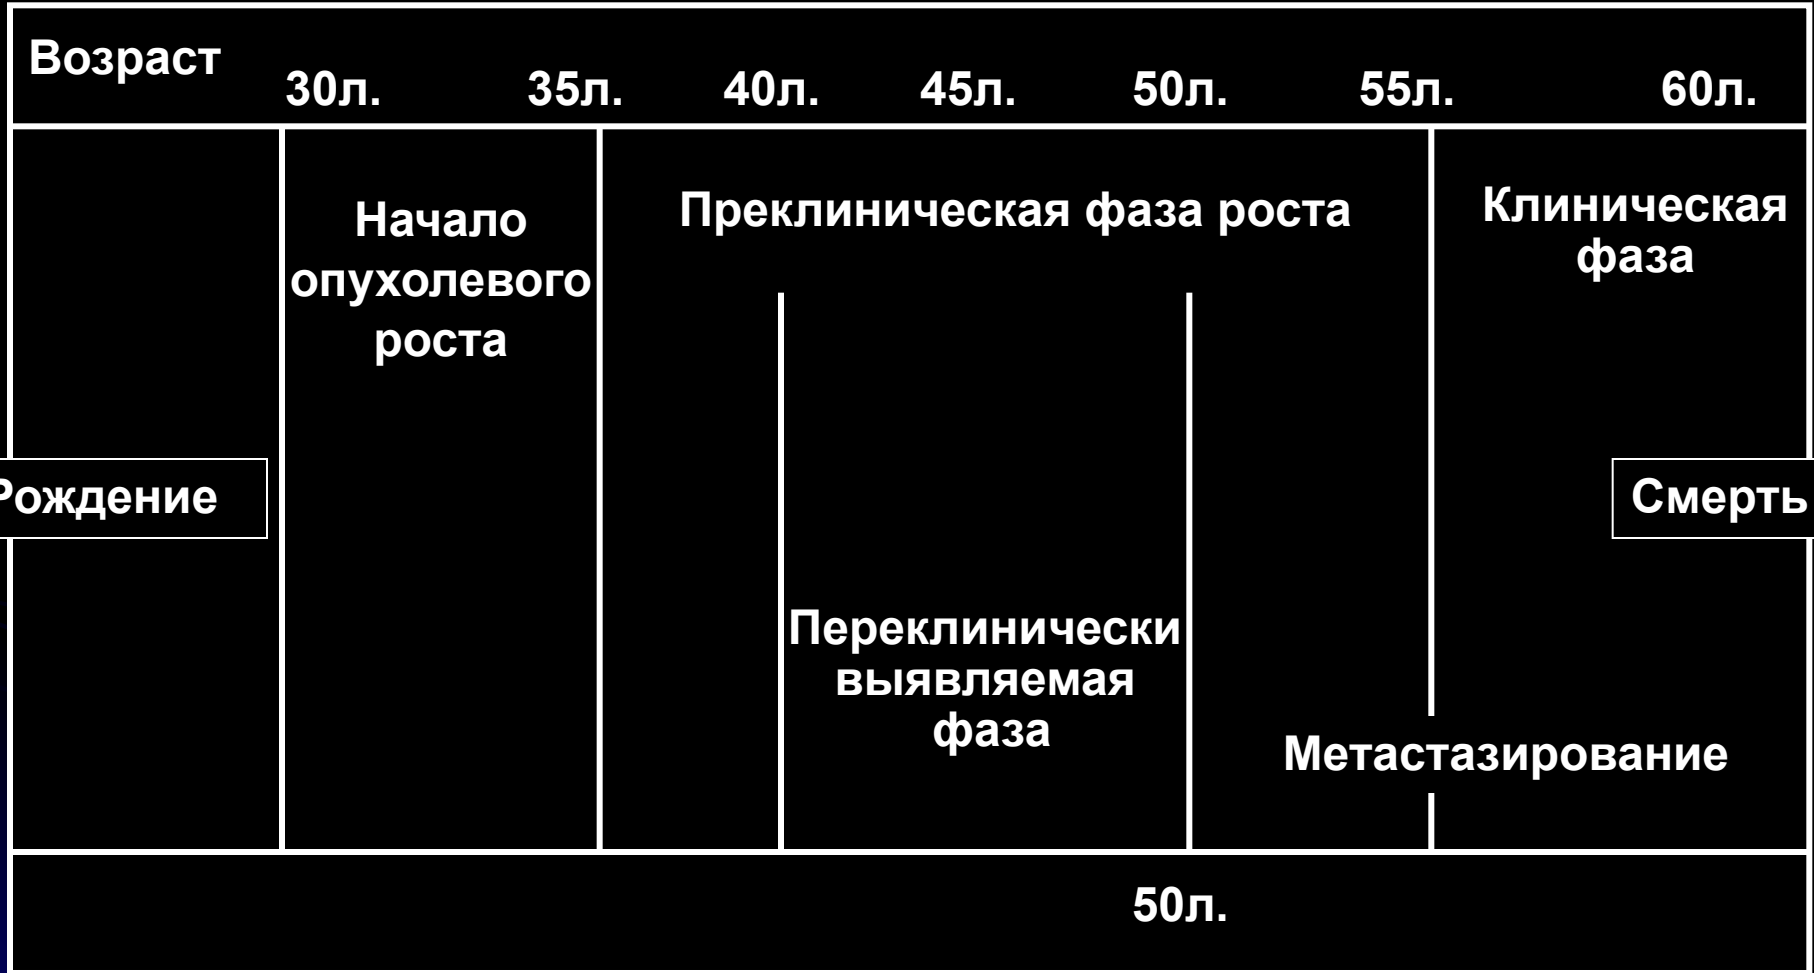 Возраст
30л. 35л. 40л. 45л. 50л. 55л. 60л.
Начало
опухолевого
роста
Преклиническая фаза роста
Клиническая
фаза
Рождение
Смерть
Переклинически
выявляемая
фаза
Метастазирование
50л.